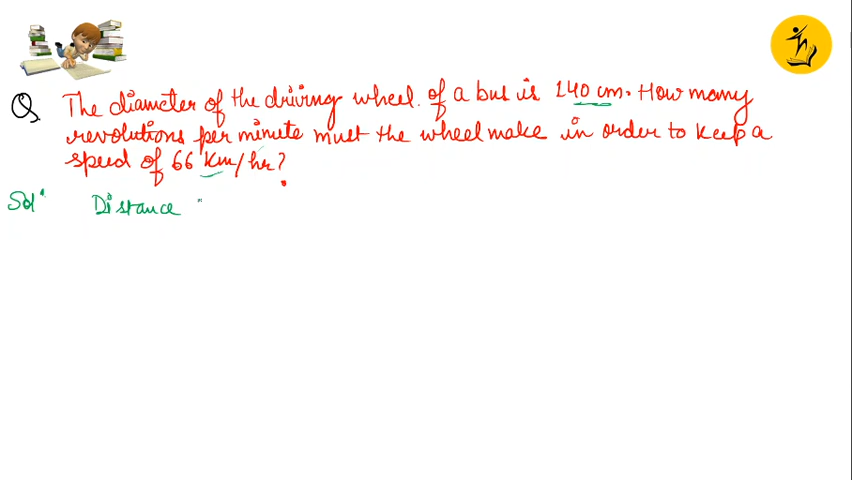 Q The diameter of the driving wheel of a bus is 140 cm. How many
revolutions per minute must the wheel make in order to keep a
speed of 66 km/hr?
Sol" Distance "